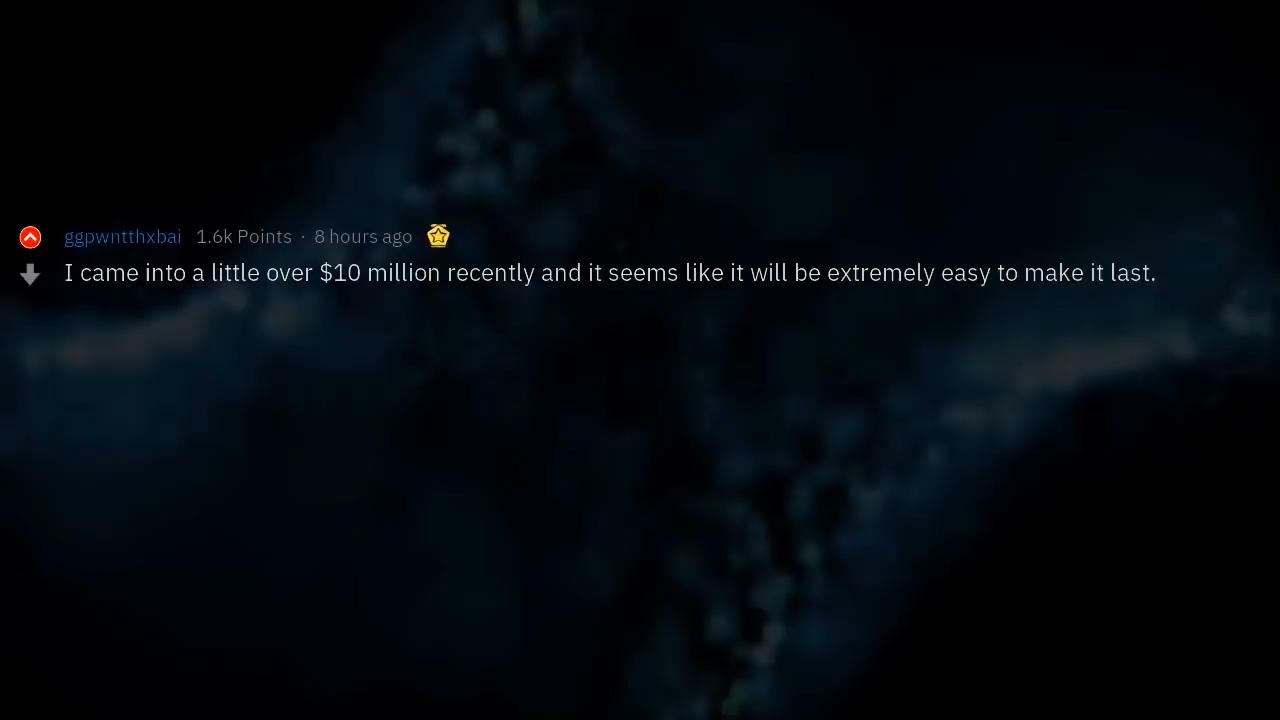 ggpwntthxbai 1.6k Points · 8 hours ago
I came into a little over $10 million recently and it seems like it will be extremely easy to make it last.